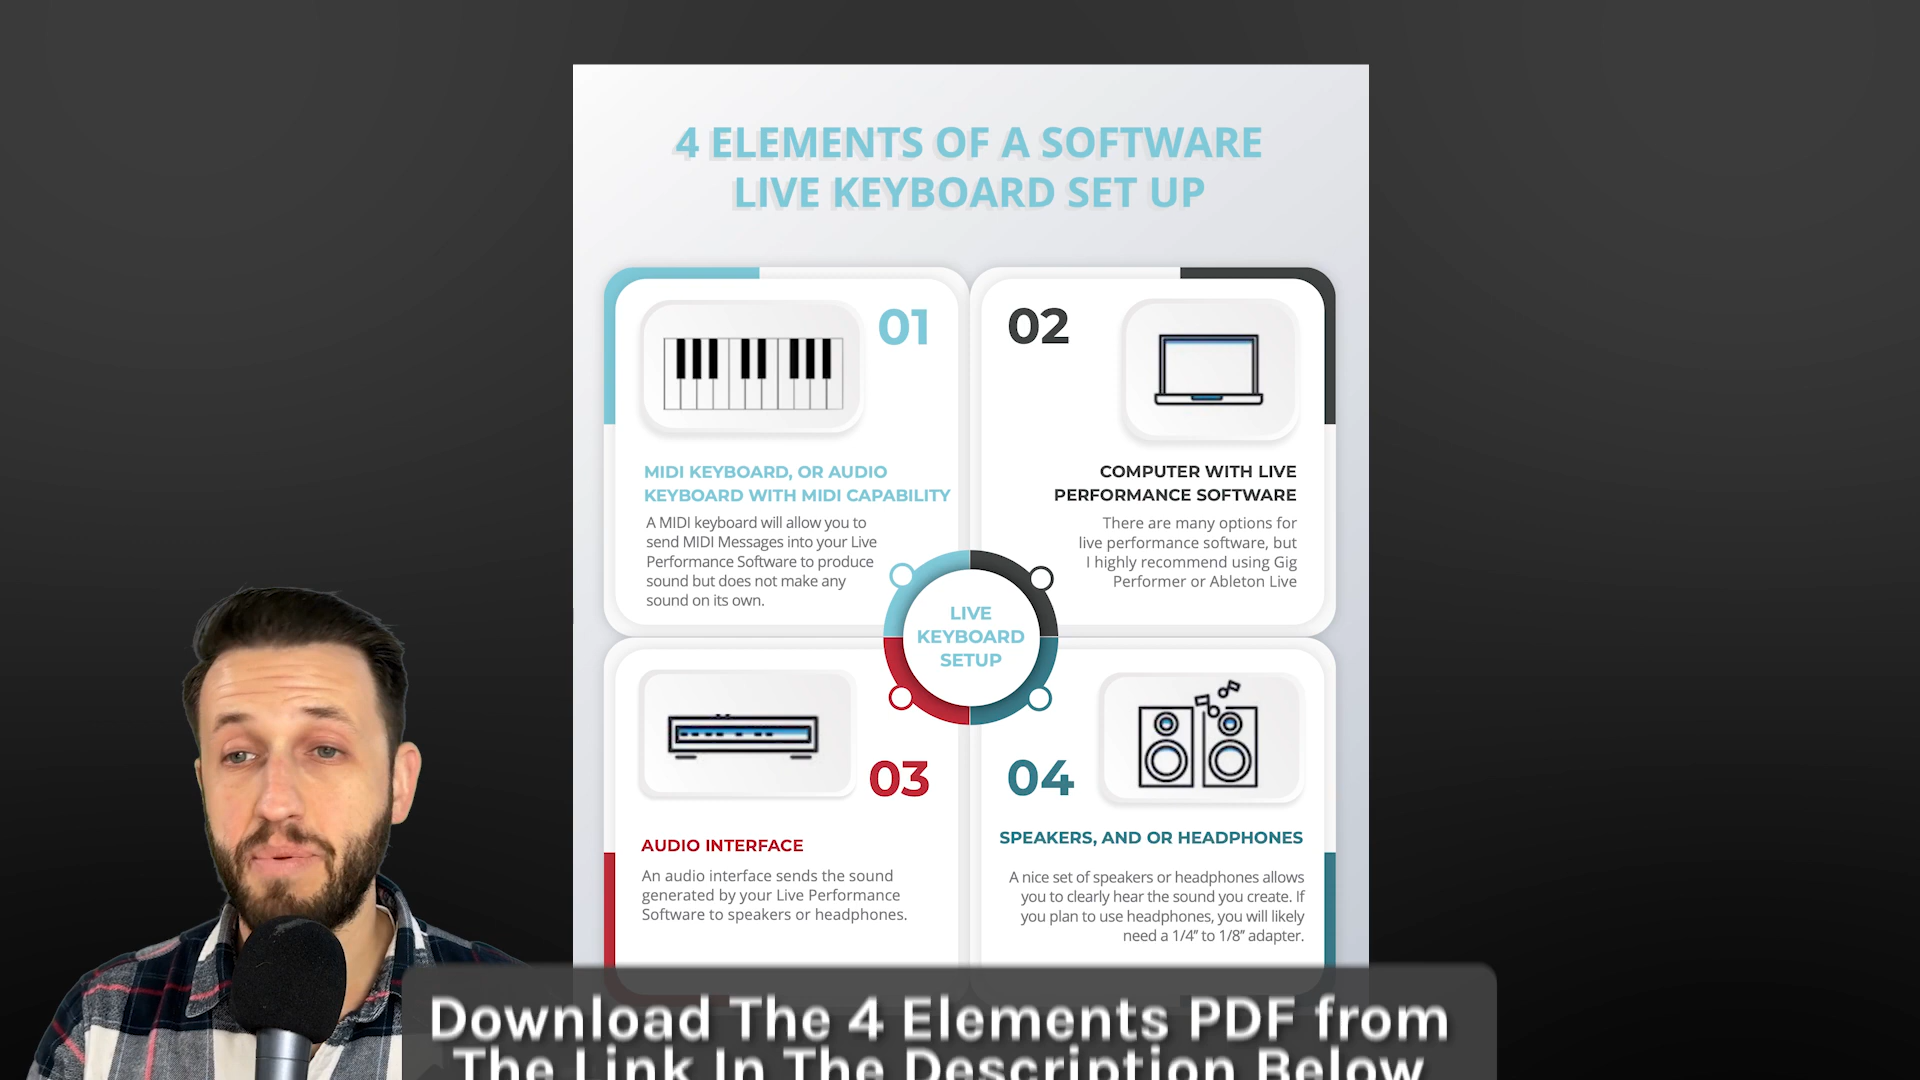 4 ELEMENTS OF A SOFTWARE
LIVE KEYBOARD SET UP
01
MIDI KEYBOARD, OR AUDIO
KEYBOARD WITH MIDI CAPABILITY
A MIDI keyboard will allow you to
send MIDI Messages into your Live
Performance Software to produce
sound but does not make any
sound on its own.
02
COMPUTER WITH LIVE
PERFORMANCE SOFTWARE
There are many options for
live performance software, but
I highly recommend using Gig
Performer or Ableton Live
LIVE
KEYBOARD
SETUP
03
AUDIO INTERFACE
An audio interface sends the sound
generated by your Live Performance
Software to speakers or headphones.
04
SPEAKERS, AND OR HEADPHONES
A nice set of speakers or headphones allows
you to clearly hear the sound you create. If
you plan to use headphones, you will likely
need a 1/4” to 1/8” adapter.
Download The 4 Elements PDF from
The Link In The Description Below